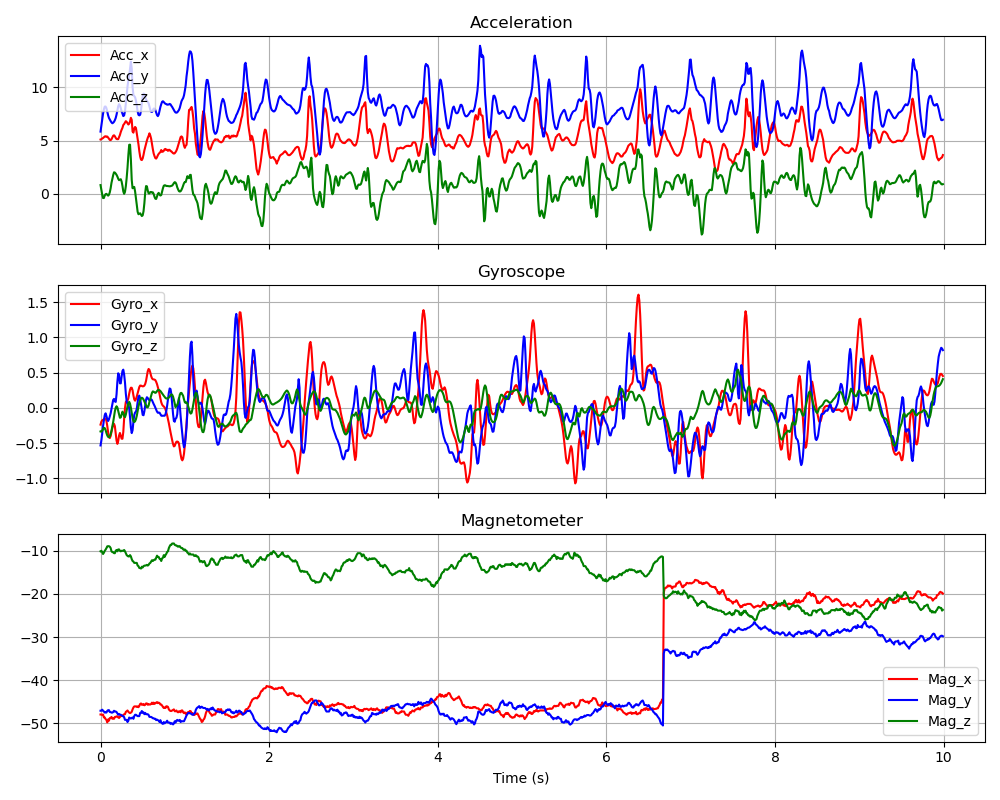 Acceleration
Acc_x
Acc_y
Acc_z
10
5
0
Gyroscope
Gyro_x
Gyro_y
Gyro_z
1.5
1.0
0.5
0.0
−0.5
−1.0
Magnetometer
−10
−20
−30
−40
−50
Mag_x
Mag_y
Mag_z
0 2 4 6 8 10
Time (s)